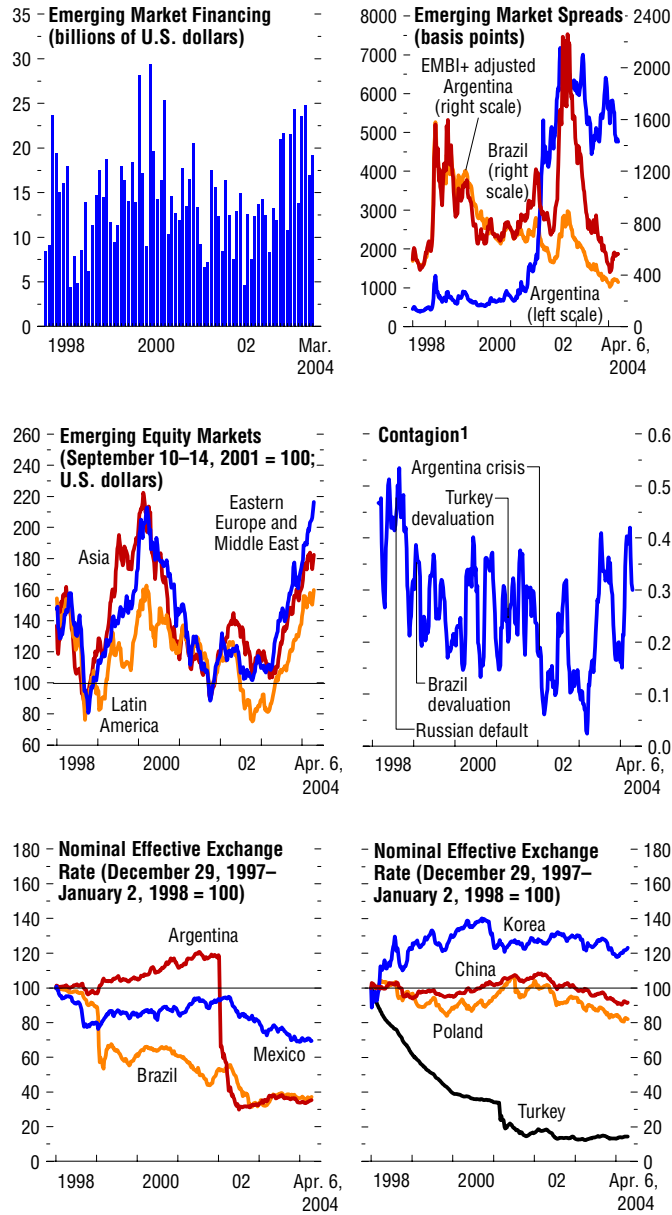 Emerging Market Financing
(billions of U.S. dollars)
35
30
25
20
15
10
5
0
1998
2000
02
Mar.
2004
Emerging Market Spreads
(basis points)
8000
7000
6000
5000
4000
3000
2000
1000
0
2400
2000
1600
1200
800
400
0
EMBI+ adjusted
Argentina
(right scale)
Brazil
(right
scale)
Argentina
(left scale)
1998
2000
02
Apr. 6,
2004
Emerging Equity Markets
(September 10–14, 2001 = 100;
U.S. dollars)
260
240
220
200
180
160
140
120
100
80
60
Eastern
Europe and
Middle East
Asia
Latin
America
1998
2000
02
Apr. 6,
2004
Contagion1
0.6
0.5
0.4
0.3
0.2
0.1
0.0
Argentina crisis
Turkey
devaluation
Brazil
devaluation
Russian default
1998
2000
02
Apr. 6,
2004
Nominal Effective Exchange
Rate (December 29, 1997–
January 2, 1998 = 100)
180
160
140
120
100
80
60
40
20
0
Argentina
Mexico
Brazil
1998
2000
02
Apr. 6,
2004
Nominal Effective Exchange
Rate (December 29, 1997–
January 2, 1998 = 100)
180
160
140
120
100
80
60
40
20
0
Korea
China
Poland
Turkey
1998
2000
02
Apr. 6,
2004